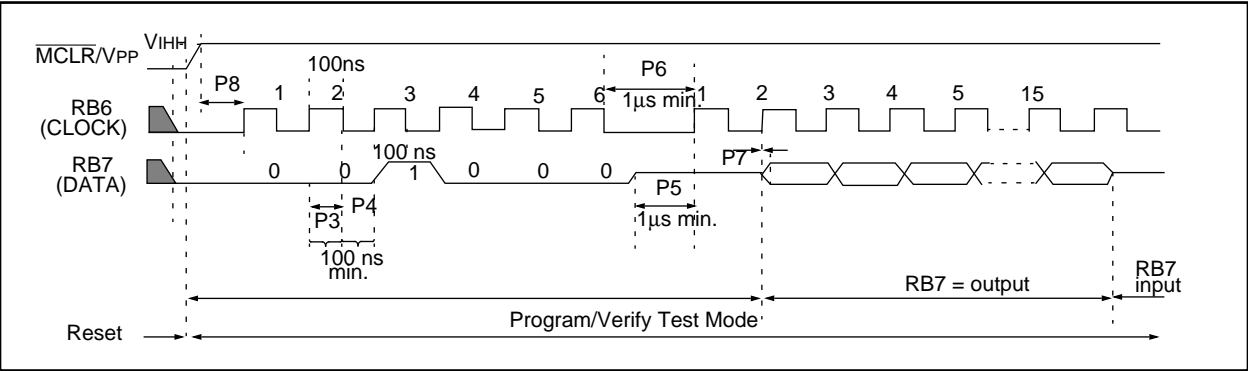 VIHH
MCLR/VPP
100ns
P8
P6
1 2 3 4 5 6 1μs min. 1 2 3 4 5 15
RB6
(CLOCK)
100 ns
P7
RB7
(DATA)
0 0 1 0 0 0
P5
P3 P4
1μs min.
100 ns
min.
RB7 = output
RB7
input
Program/Verify Test Mode
Reset